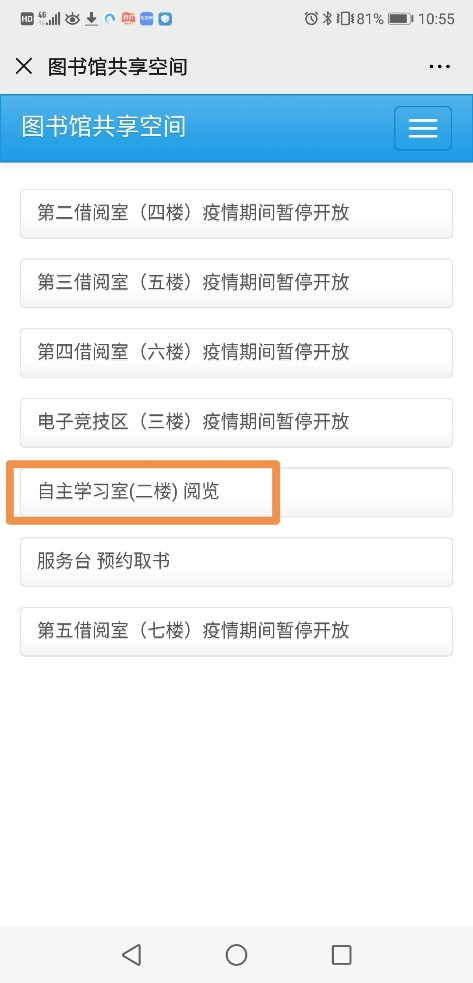 HD 46 81% 10:55
图书馆共享空间
图书馆共享空间
第二借阅室（四楼）疫情期间暂停开放
第三借阅室（五楼）疫情期间暂停开放
第四借阅室（六楼）疫情期间暂停开放
电子竞技区（三楼）疫情期间暂停开放
自主学习室(二楼) 阅览
服务台 预约取书
第五借阅室（七楼）疫情期间暂停开放